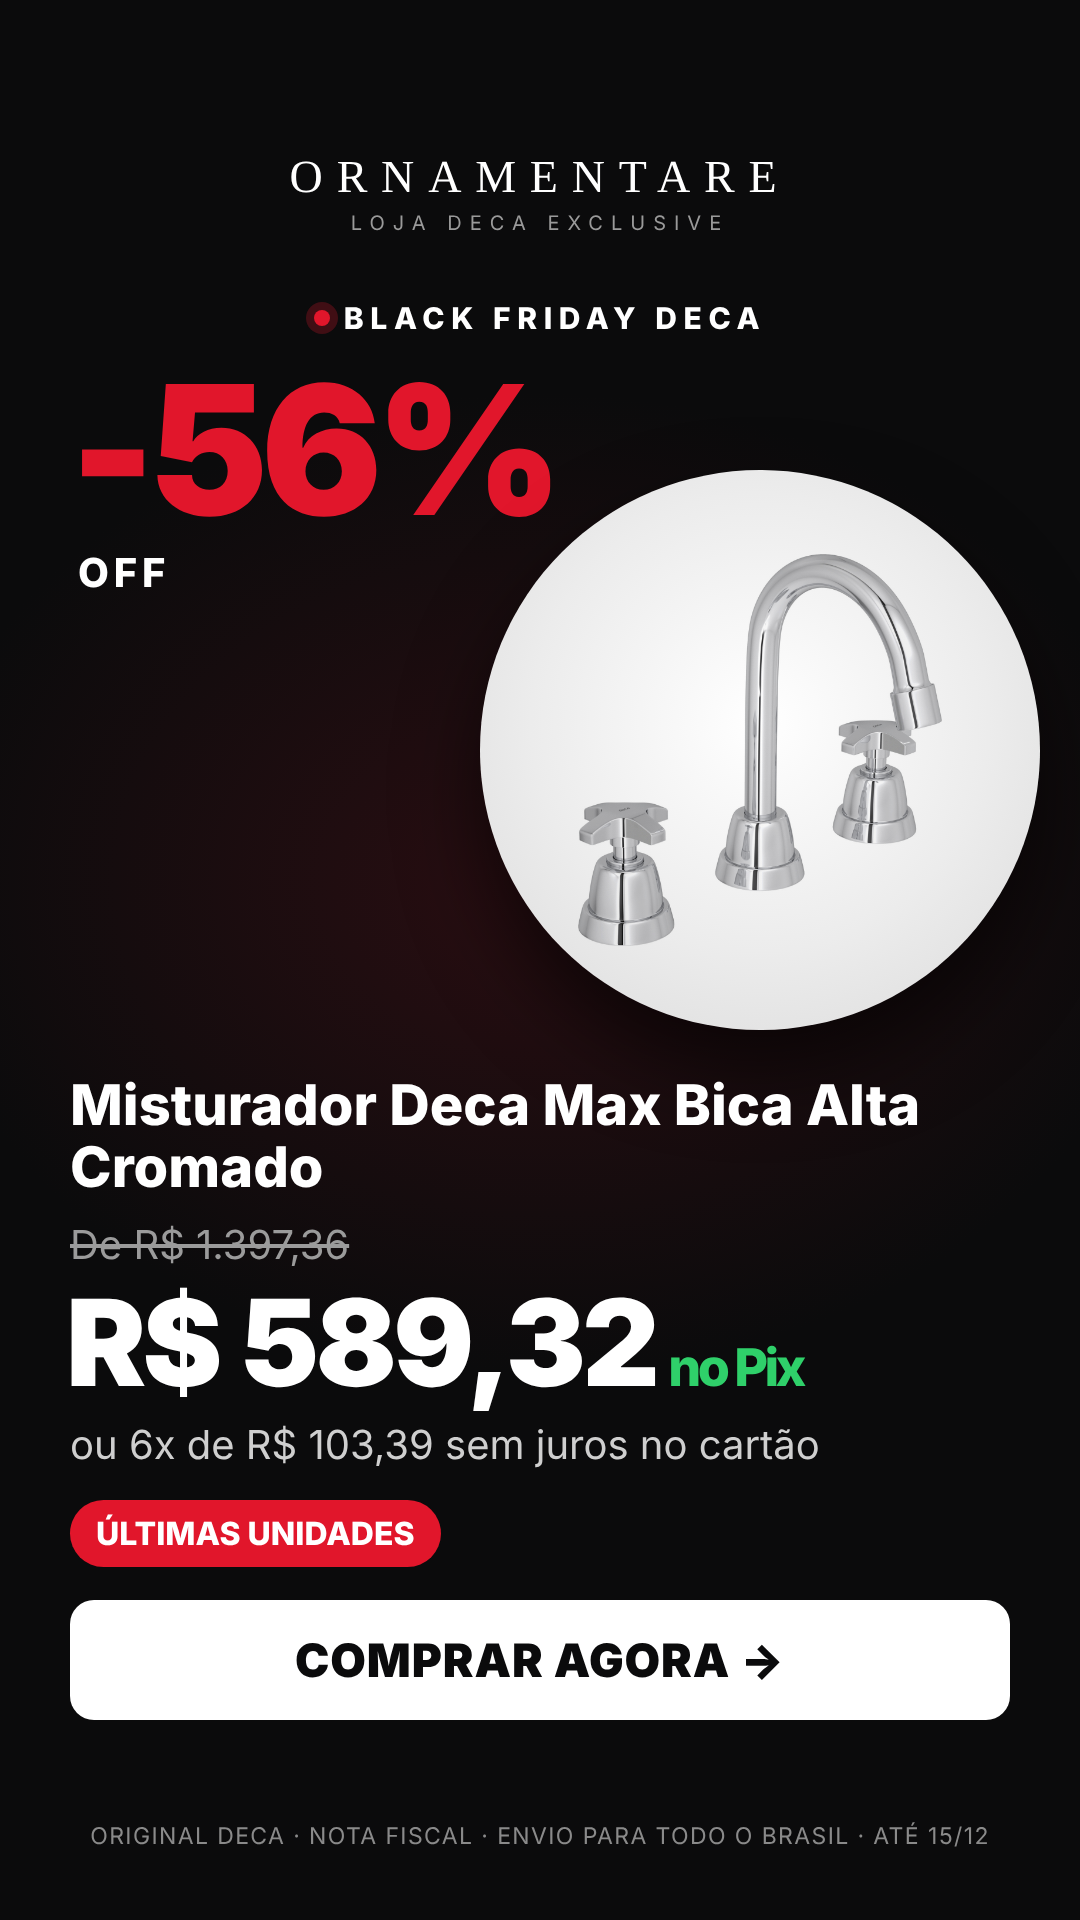 ORNAMENTARE
LOJA DECA EXCLUSIVE
BLACK FRIDAY DECA
-56%
OFF
Misturador Deca Max Bica Alta
Cromado
De R$ 1.397,36
R$ 589,32 no Pix
ou 6x de R$ 103,39 sem juros no cartão
ÚLTIMAS UNIDADES
COMPRAR AGORA →
ORIGINAL DECA · NOTA FISCAL · ENVIO PARA TODO O BRASIL · ATÉ 15/12